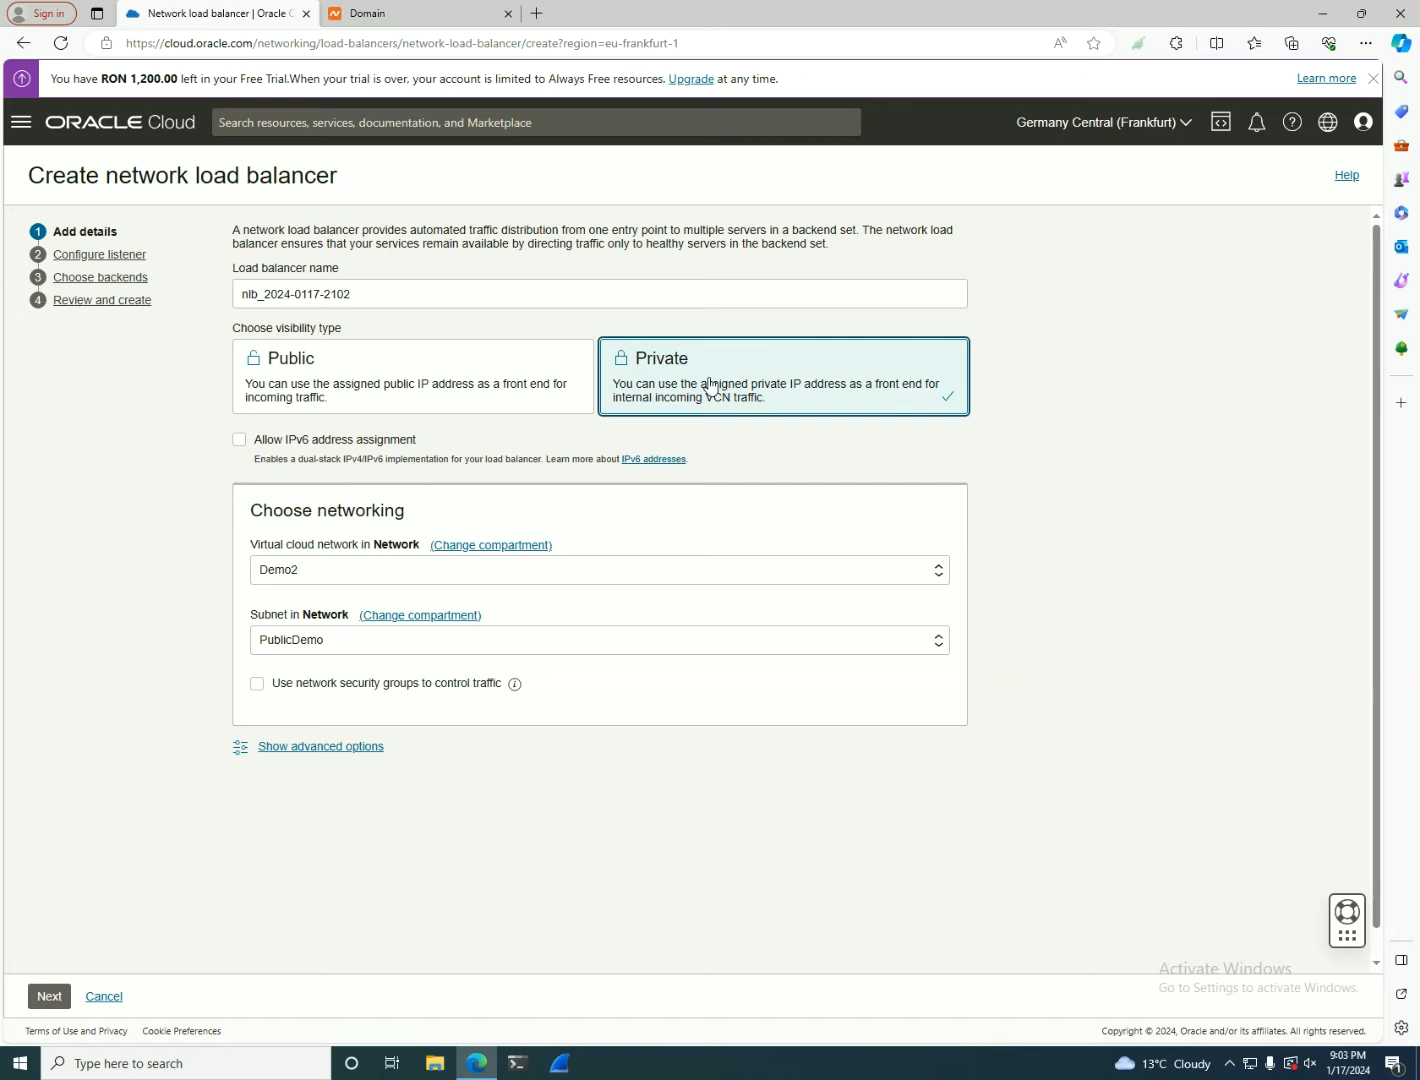 Sign in
Network load balancer | Oracle C
Domain
https://cloud.oracle.com/networking/load-balancers/network-load-balancer/create?region=eu-frankfurt-1
You have RON 1,200.00 left in your Free Trial.When your trial is over, your account is limited to Always Free resources. Upgrade at any time.
Learn more
ORACLE Cloud
Search resources, services, documentation, and Marketplace
Germany Central (Frankfurt)
Create network load balancer
Help
1 Add details
2 Configure listener
3 Choose backends
4 Review and create
A network load balancer provides automated traffic distribution from one entry point to multiple servers in a backend set. The network load
balancer ensures that your services remain available by directing traffic only to healthy servers in the backend set.
Load balancer name
nlb_2024-0117-2102
Choose visibility type
Public
You can use the assigned public IP address as a front end for
incoming traffic.
Private
You can use the assigned private IP address as a front end for
internal incoming VCN traffic.
Allow IPv6 address assignment
Enables a dual-stack IPv4/IPv6 implementation for your load balancer. Learn more about IPv6 addresses.
Choose networking
Virtual cloud network in Network (Change compartment)
Demo2
Subnet in Network (Change compartment)
PublicDemo
Use network security groups to control traffic
Show advanced options
Activate Windows
Go to Settings to activate Windows.
Next
Cancel
Terms of Use and Privacy
Cookie Preferences
Copyright © 2024, Oracle and/or its affiliates. All rights reserved.
Type here to search
13°C Cloudy
9:03 PM
1/17/2024
1